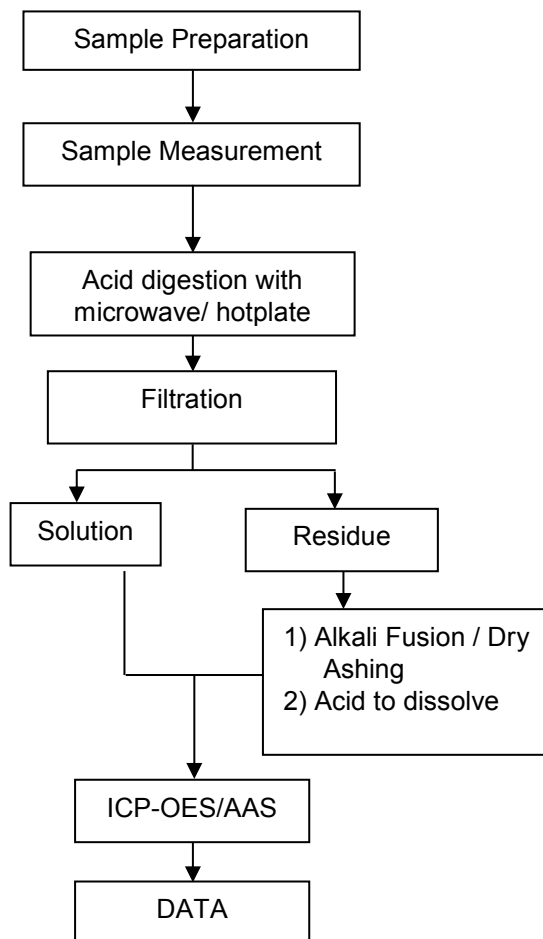 Sample Preparation
Sample Measurement
Acid digestion with
microwave/ hotplate
Filtration
Solution
Residue
1) Alkali Fusion / Dry
Ashing
2) Acid to dissolve
ICP-OES/AAS
DATA